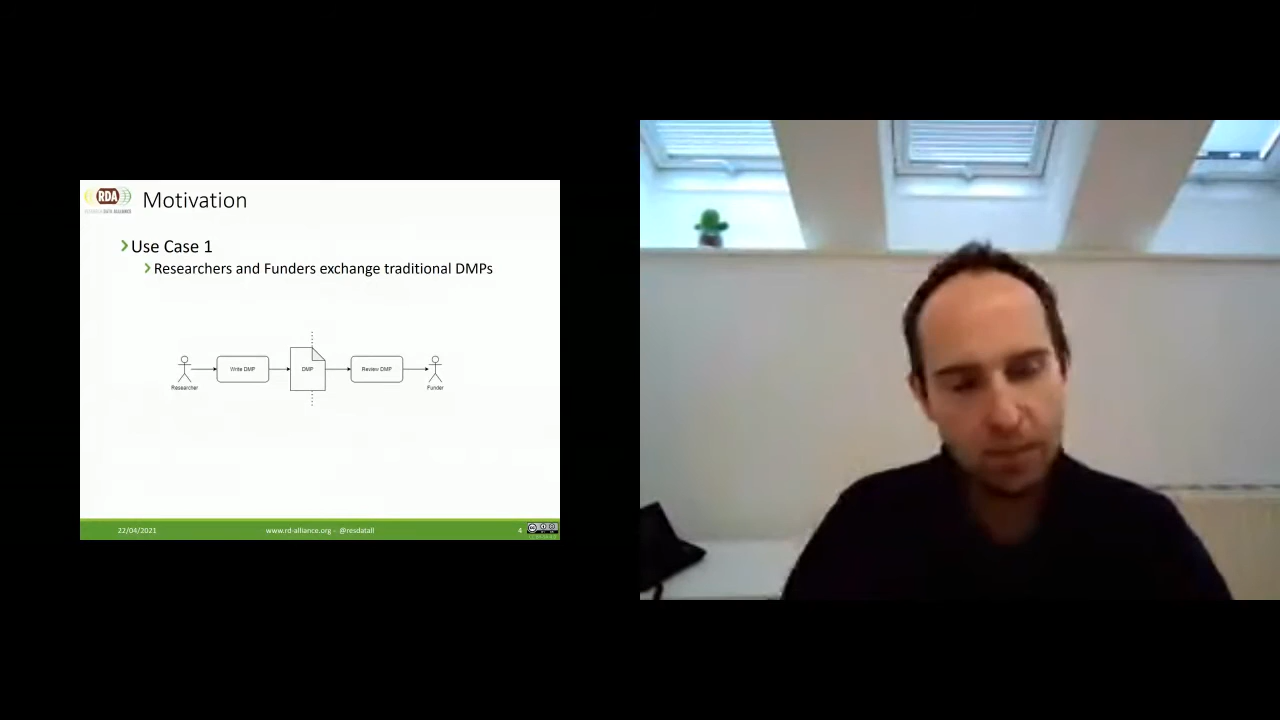 RDA
Motivation
Use Case 1
Researchers and Funders exchange traditional DMPs
Write DMP
DMP
Review DMP
Researcher
Funder
22/04/2021
www.rd-alliance.org - @resdatall
4